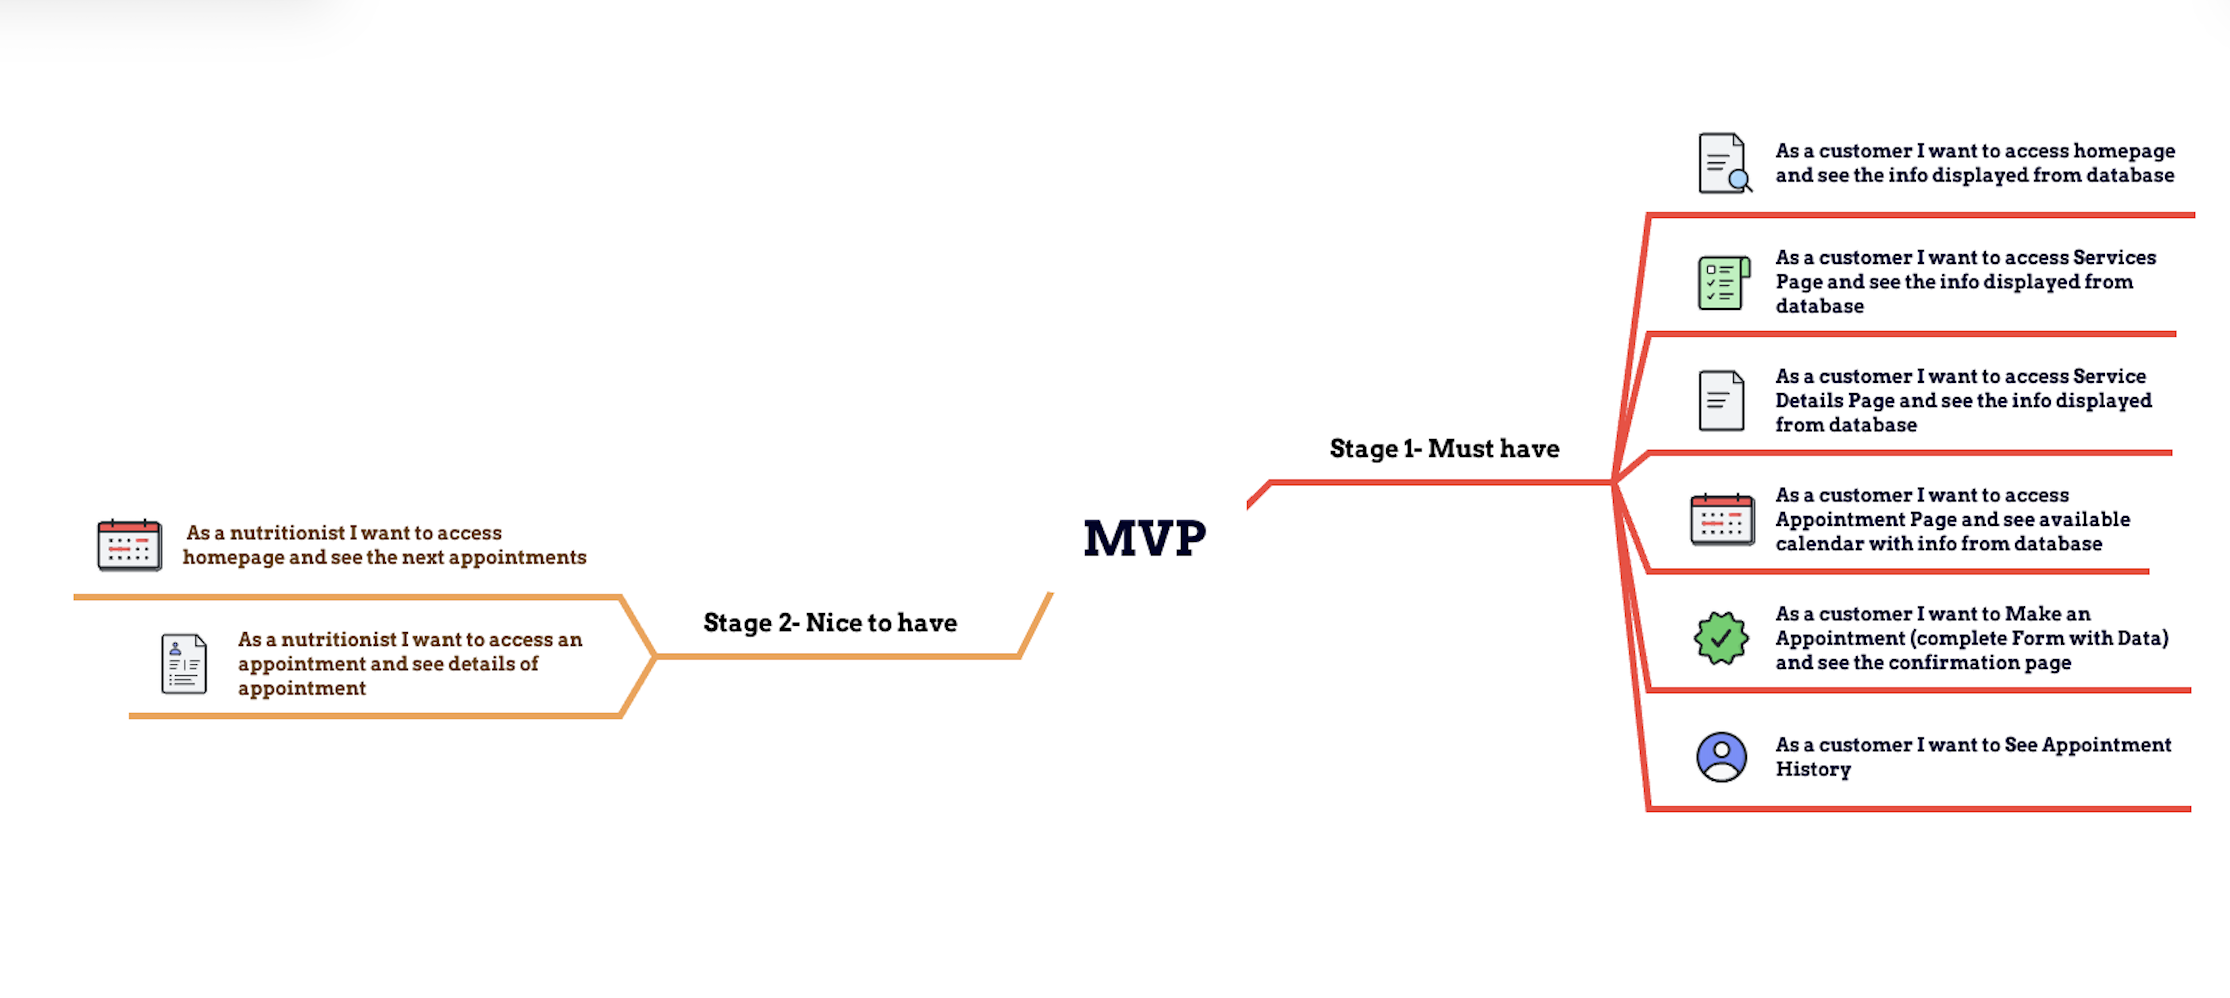 As a customer I want to access homepage
and see the info displayed from database
As a customer I want to access Services
Page and see the info displayed from
database
As a customer I want to access Service
Details Page and see the info displayed
from database
Stage 1- Must have
As a customer I want to access
Appointment Page and see available
calendar with info from database
MVP
As a nutritionist I want to access
homepage and see the next appointments
Stage 2- Nice to have
As a nutritionist I want to access an
appointment and see details of
appointment
As a customer I want to Make an
Appointment (complete Form with Data)
and see the confirmation page
As a customer I want to See Appointment
History